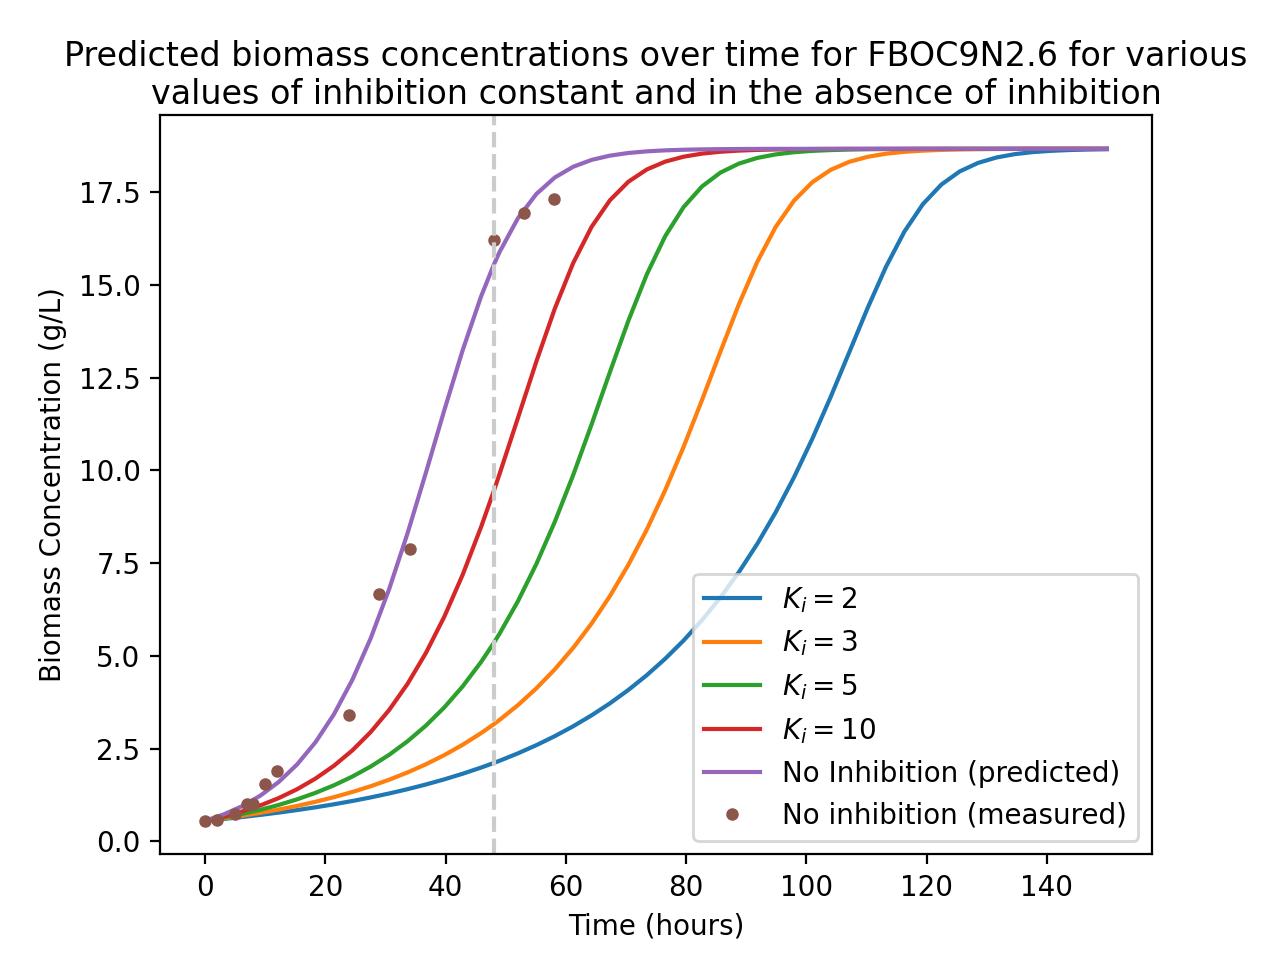 Predicted biomass concentrations over time for FBOC9N2.6 for various
values of inhibition constant and in the absence of inhibition
Biomass Concentration (g/L)
17.5
15.0
12.5
10.0
7.5
5.0
2.5
0.0
K_i = 2
K_i = 3
K_i = 5
K_i = 10
No Inhibition (predicted)
No inhibition (measured)
0 20 40 60 80 100 120 140
Time (hours)